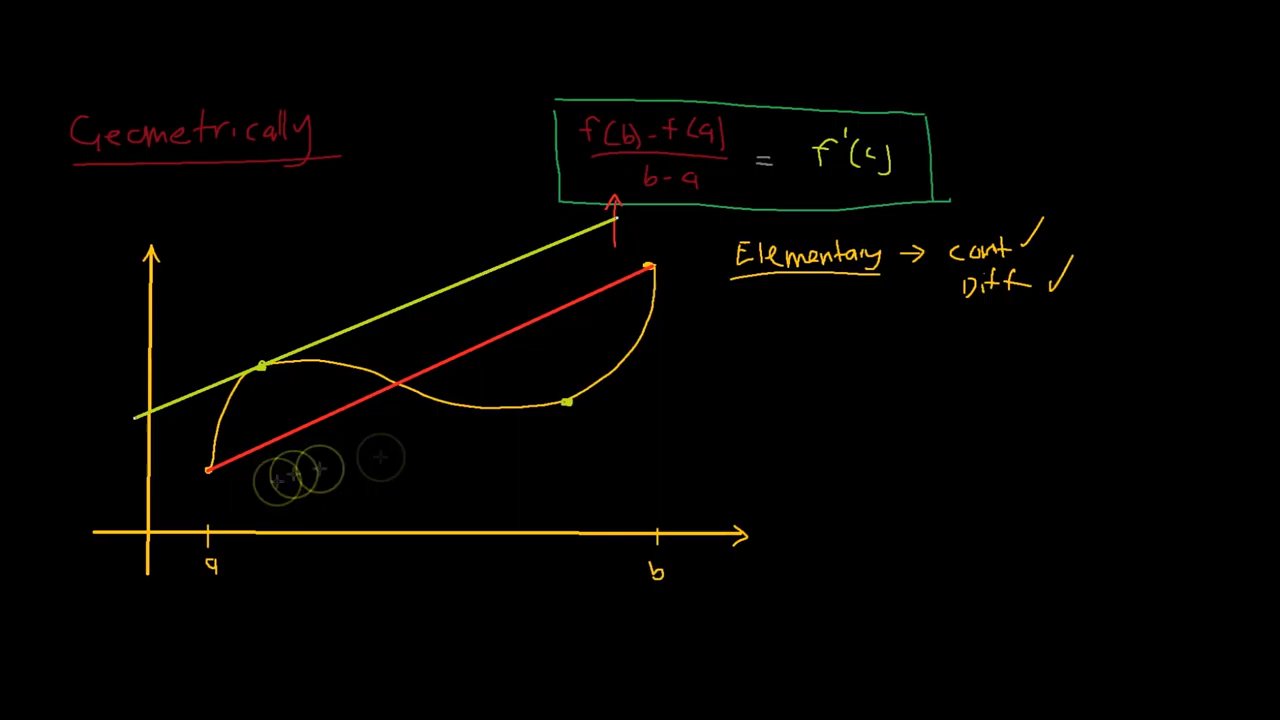 Geometrically
f(b) - f(a)
b - a
= f'(c)
Elementary → cont ✓
Diff ✓
a
b